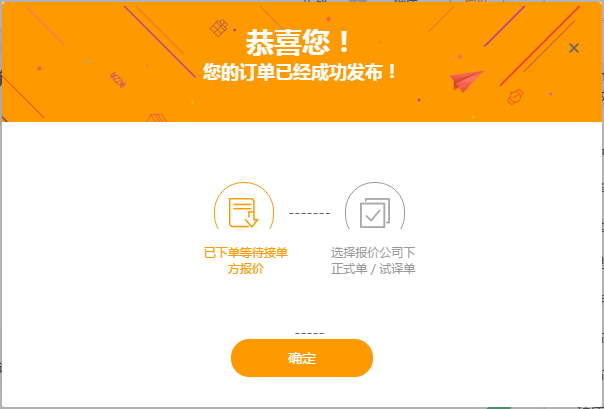 恭喜您！
您的订单已经成功发布！
已下单等待接单
方报价
选择报价公司下
正式单 / 试译单
确定